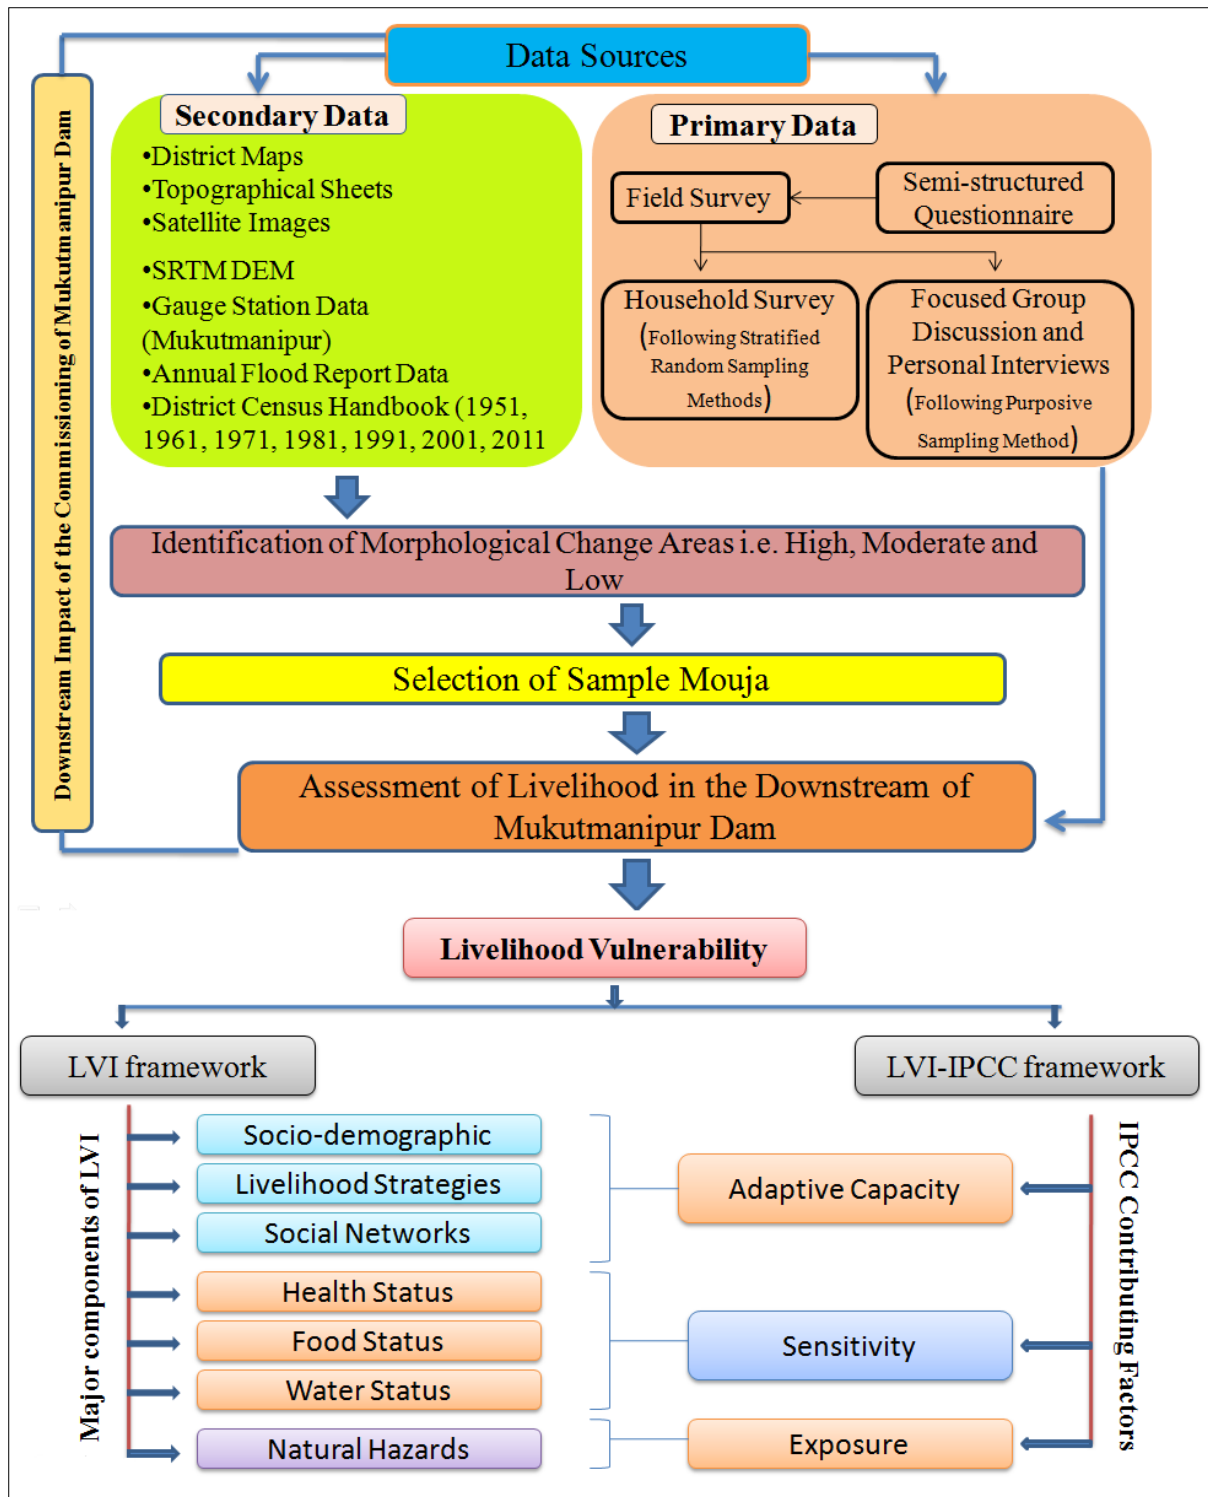 Data Sources
Downstream Impact of the Commissioning of Mukutmanipur Dam
Secondary Data
•District Maps
•Topographical Sheets
•Satellite Images
•SRTM DEM
•Gauge Station Data
(Mukutmanipur)
•Annual Flood Report Data
•District Census Handbook (1951,
1961, 1971, 1981, 1991, 2001, 2011
Primary Data
Field Survey
Semi-structured
Questionnaire
Household Survey
(Following Stratified
Random Sampling
Methods)
Focused Group
Discussion and
Personal Interviews
(Following Purposive
Sampling Method)
Identification of Morphological Change Areas i.e. High, Moderate and
Low
Selection of Sample Mouja
Assessment of Livelihood in the Downstream of
Mukutmanipur Dam
Livelihood Vulnerability
LVI framework
LVI-IPCC framework
Major components of LVI
Socio-demographic
Livelihood Strategies
Social Networks
Health Status
Food Status
Water Status
Natural Hazards
Adaptive Capacity
Sensitivity
Exposure
IPCC Contributing Factors